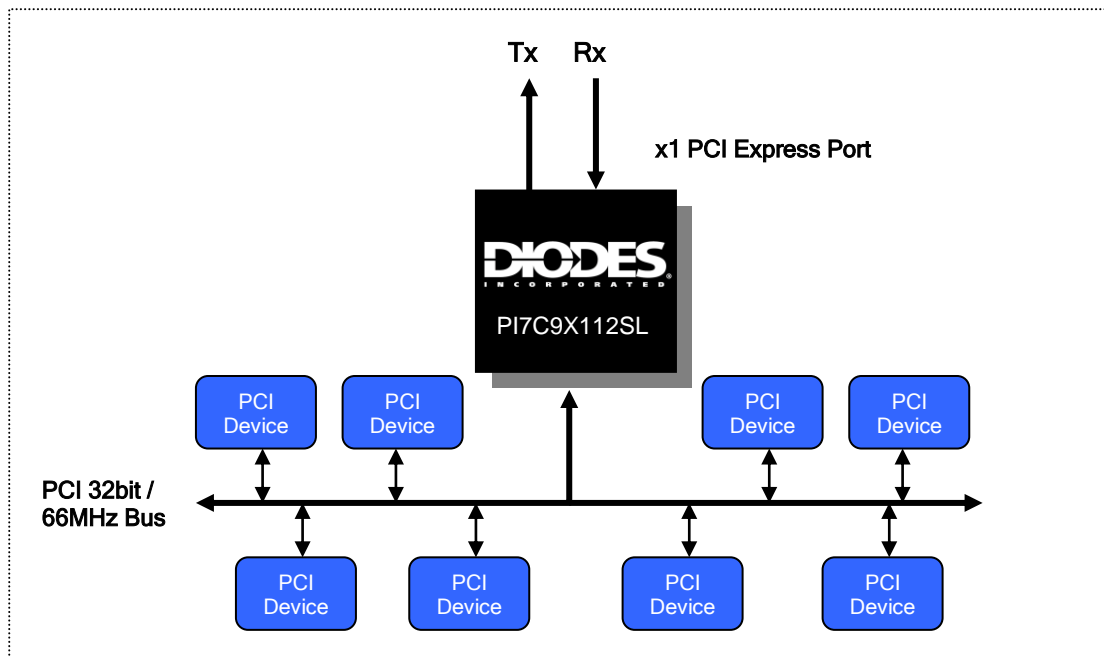 Tx Rx
x1 PCI Express Port
DIODES®
INCORPORATED
PI7C9X112SL
PCI
Device
PCI
Device
PCI
Device
PCI
Device
PCI 32bit /
66MHz Bus
PCI
Device
PCI
Device
PCI
Device
PCI
Device